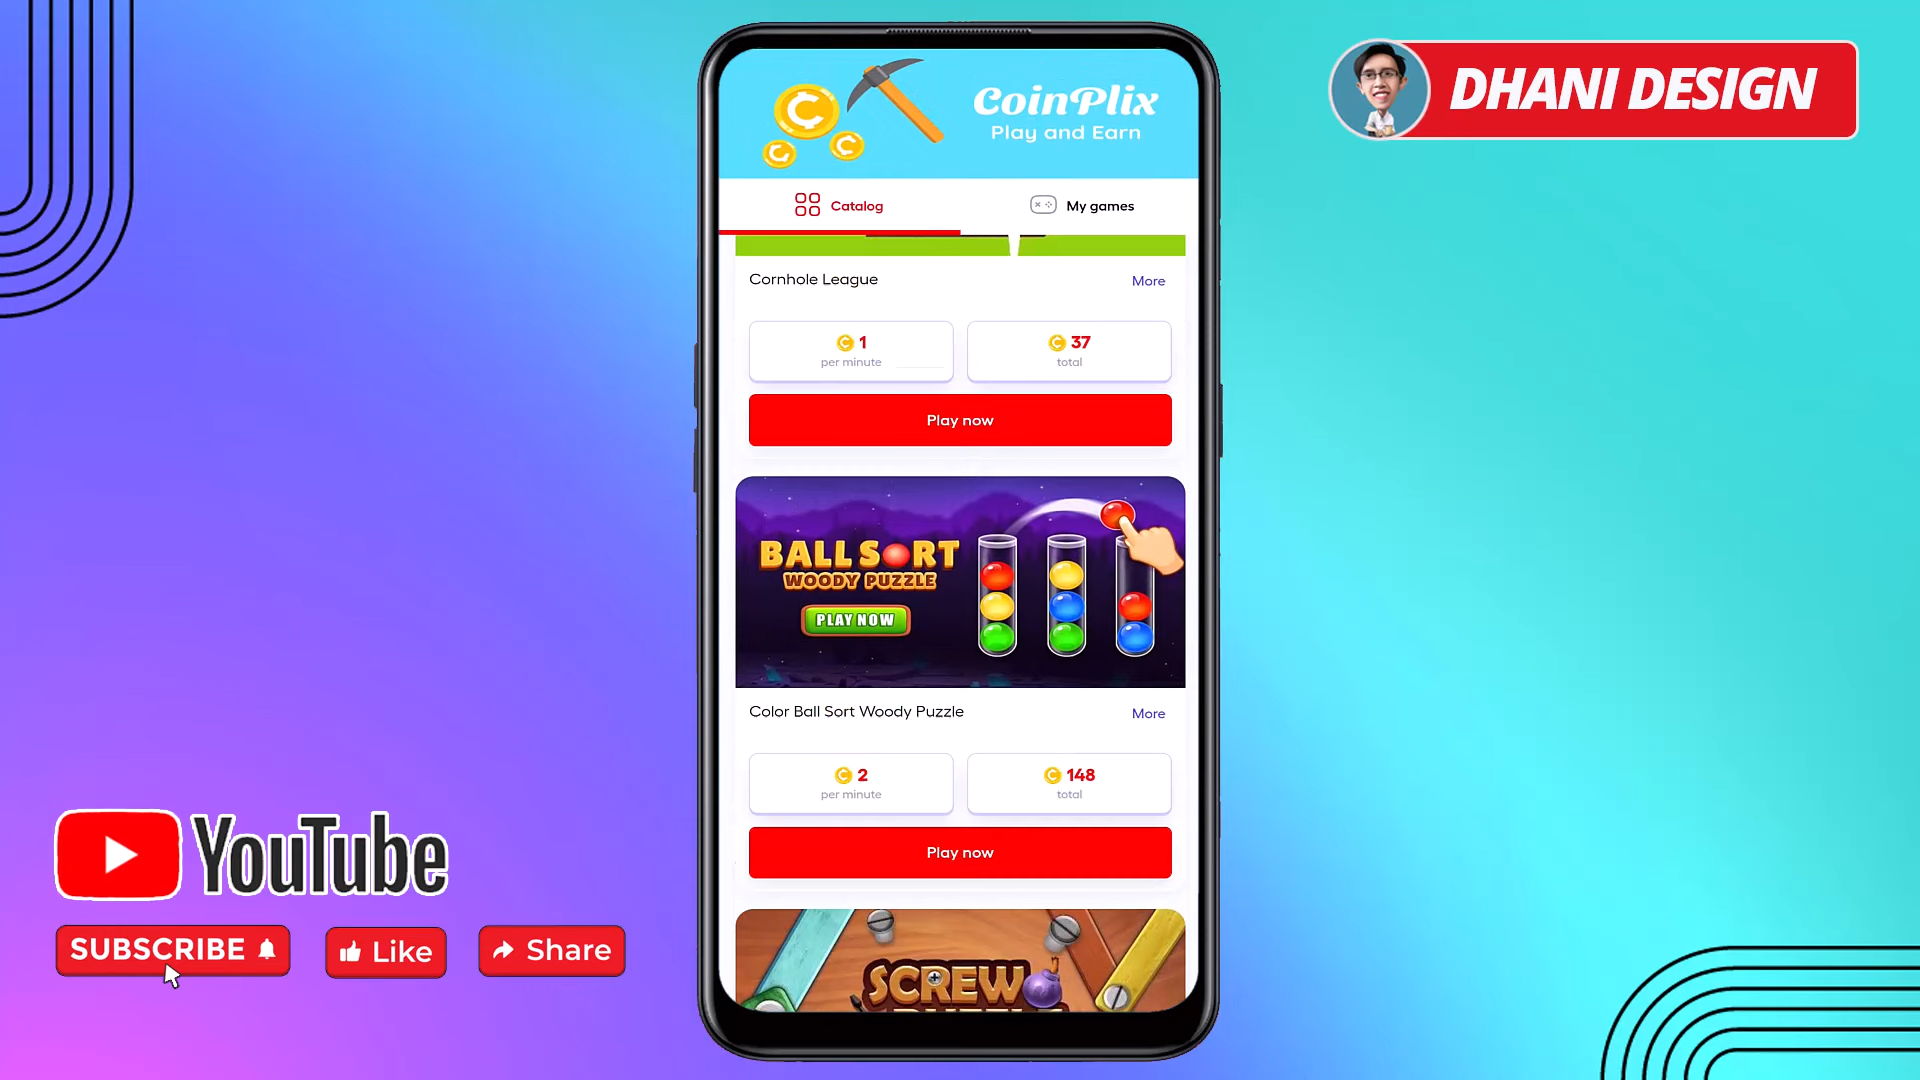 CoinPlix
Play and Earn
DHANI DESIGN
Catalog
My games
Cornhole League
More
1
per minute
37
total
Play now
BALL SORT
WOODY PUZZLE
PLAY NOW
Color Ball Sort Woody Puzzle
More
2
per minute
148
total
Play now
SCREW
YouTube
SUBSCRIBE
Like
Share